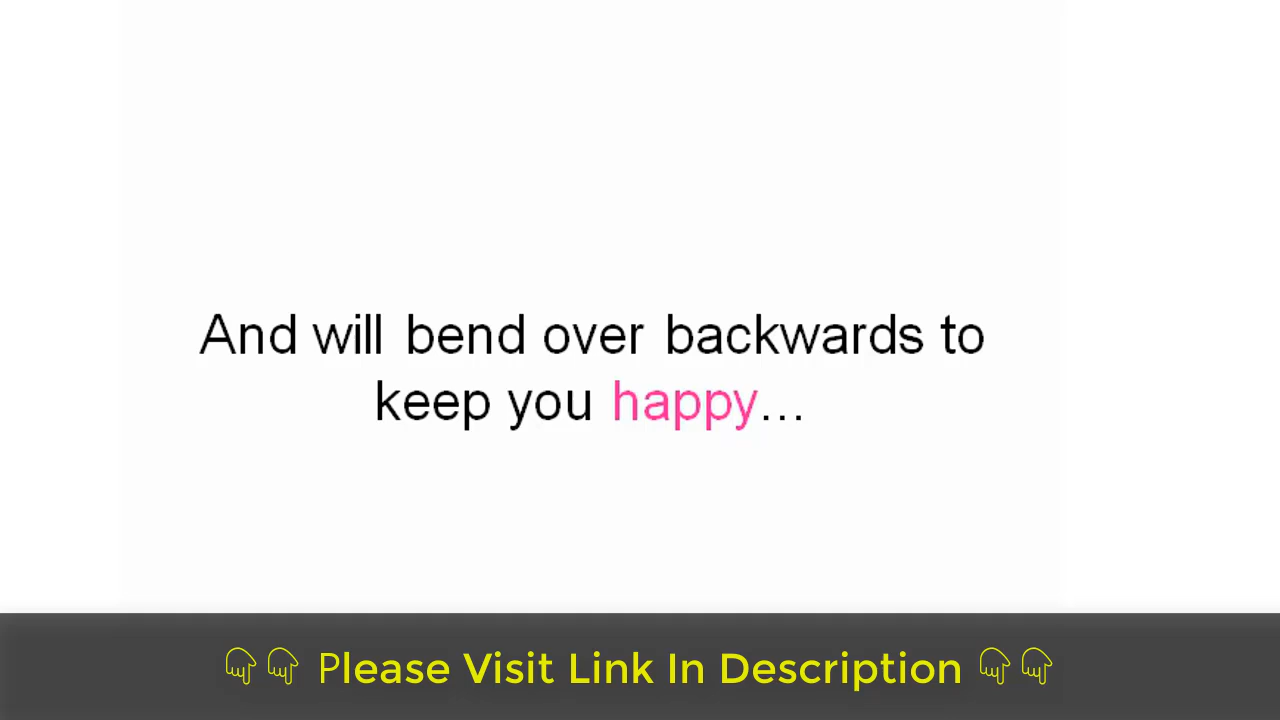 And will bend over backwards to
keep you happy...
Please Visit Link In Description